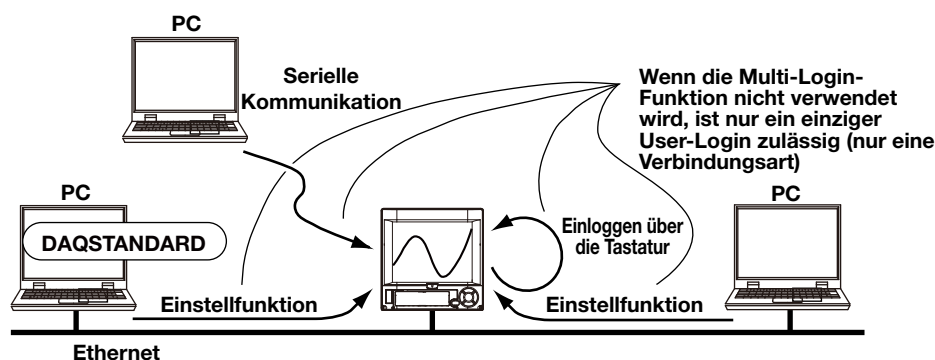 PC
Serielle
Kommunikation
Wenn die Multi-Login-
Funktion nicht verwendet
wird, ist nur ein einziger
User-Login zulässig (nur eine
Verbindungsart)
PC
DAQSTANDARD
Einloggen über
die Tastatur
PC
Einstellfunktion
Einstellfunktion
Ethernet